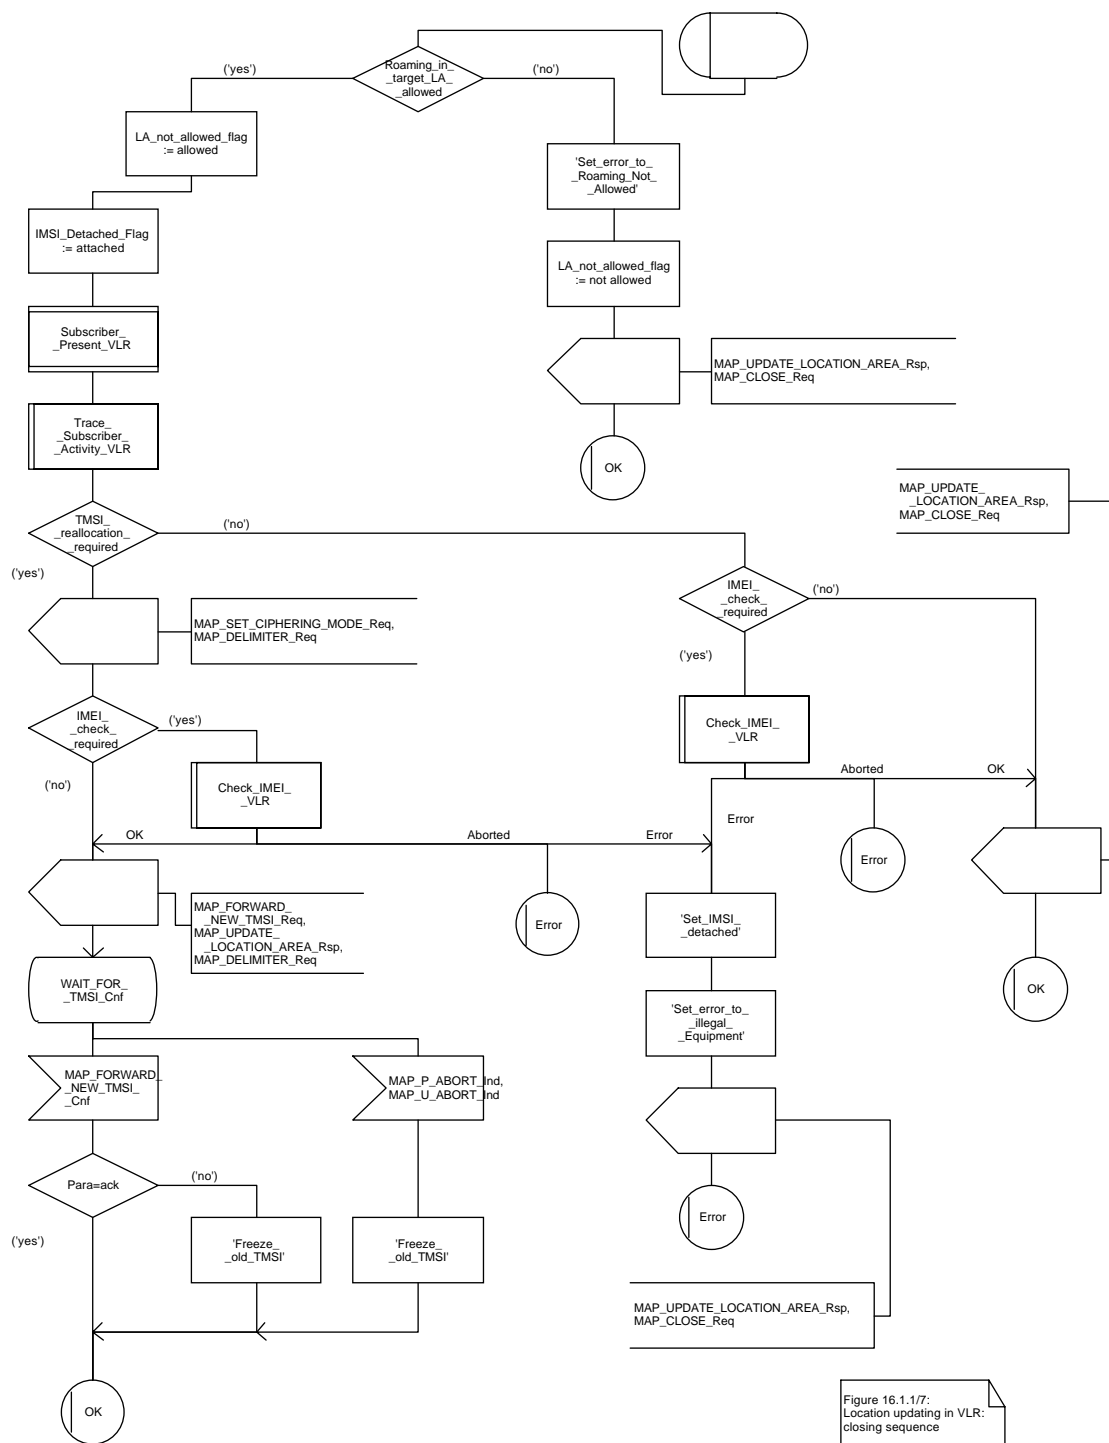 Roaming_in_
_target_LA_
_allowed
('yes')
('no')
LA_not_allowed_flag
:= allowed
'Set_error_to_
_Roaming_Not_
_Allowed'
IMSI_Detached_Flag
:= attached
LA_not_allowed_flag
:= not allowed
Subscriber_
_Present_VLR
MAP_UPDATE_LOCATION_AREA_Rsp,
MAP_CLOSE_Req
Trace_
_Subscriber_
_Activity_VLR
OK
MAP_UPDATE_
_LOCATION_AREA_Rsp,
MAP_CLOSE_Req
TMSI_
_reallocation_
_required
('no')
('yes')
IMEI_
_check_
_required
('no')
('yes')
MAP_SET_CIPHERING_MODE_Req,
MAP_DELIMITER_Req
IMEI_
_check_
_required
('yes')
('no')
Check_IMEI_
_VLR
Aborted
OK
Error
Check_IMEI_
_VLR
OK
Aborted
Error
Error
MAP_FORWARD_
_NEW_TMSI_Req,
MAP_UPDATE_
_LOCATION_AREA_Rsp,
MAP_DELIMITER_Req
Error
'Set_IMSI_
_detached'
WAIT_FOR_
_TMSI_Cnf
OK
'Set_error_to_
_illegal_
_Equipment'
MAP_FORWARD_
_NEW_TMSI_
_Cnf
MAP_P_ABORT_Ind,
MAP_U_ABORT_Ind
Para=ack
('no')
('yes')
Error
'Freeze_
_old_TMSI'
'Freeze_
_old_TMSI'
MAP_UPDATE_LOCATION_AREA_Rsp,
MAP_CLOSE_Req
OK
Figure 16.1.1/7:
Location updating in VLR:
closing sequence